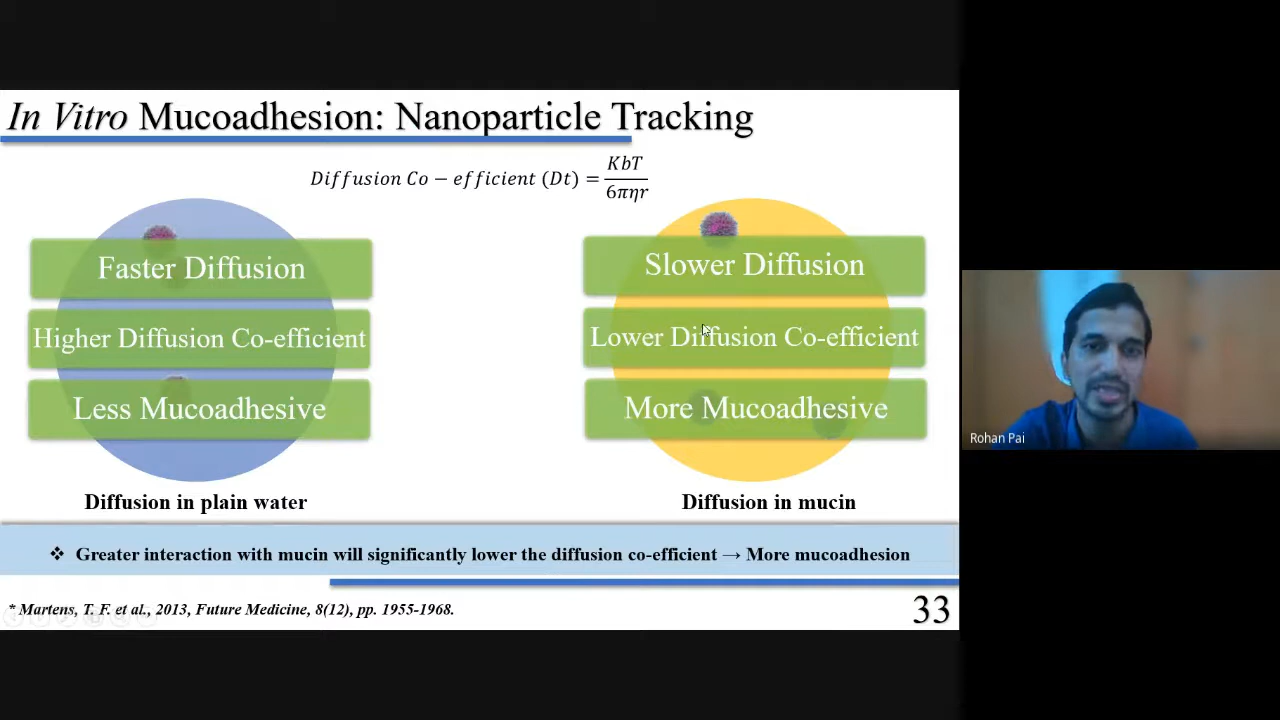 In Vitro Mucoadhesion: Nanoparticle Tracking
Diffusion Co − efficient (Dt) = KbT / 6πηr
Faster Diffusion
Higher Diffusion Co-efficient
Less Mucoadhesive
Diffusion in plain water
Slower Diffusion
Lower Diffusion Co-efficient
More Mucoadhesive
Diffusion in mucin
❖ Greater interaction with mucin will significantly lower the diffusion co-efficient → More mucoadhesion
* Martens, T. F. et al., 2013, Future Medicine, 8(12), pp. 1955-1968.
33
Rohan Pai